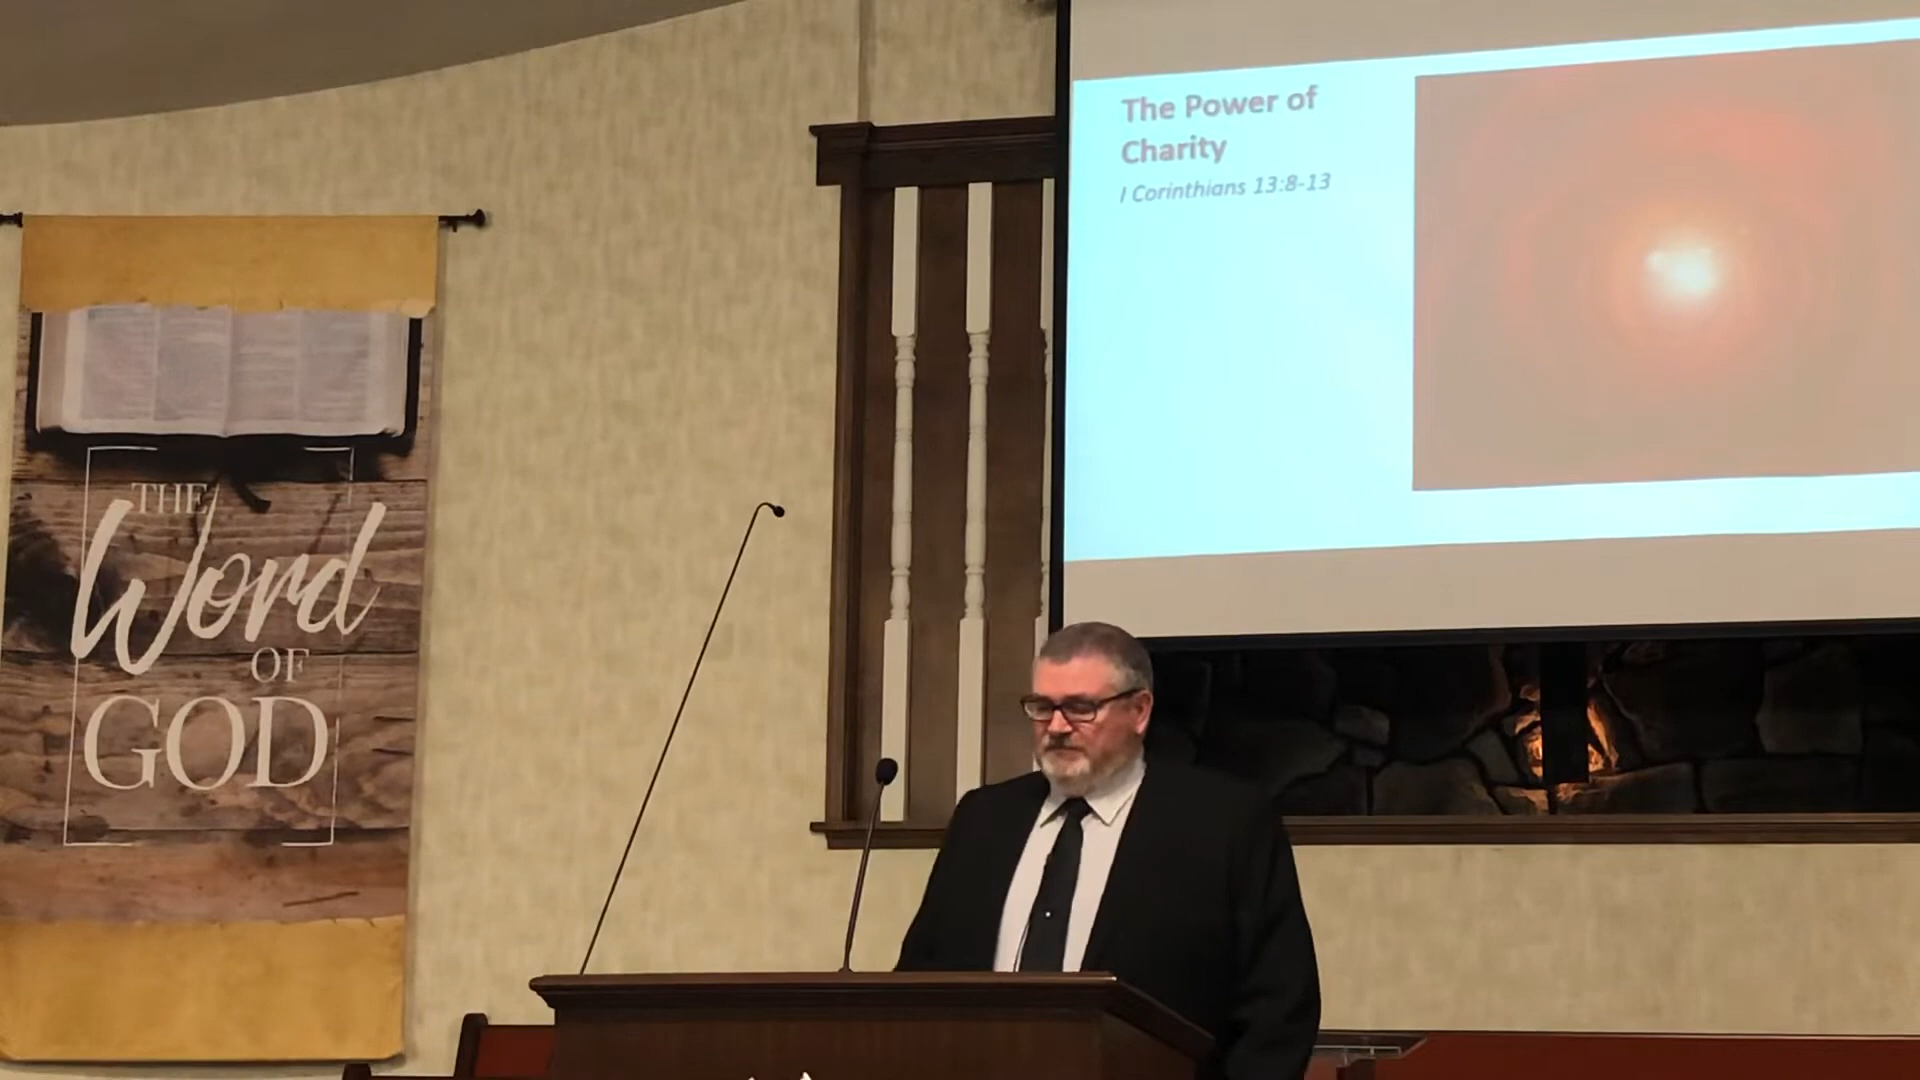 THE
Word
OF
GOD
The Power of
Charity
I Corinthians 13:8-13